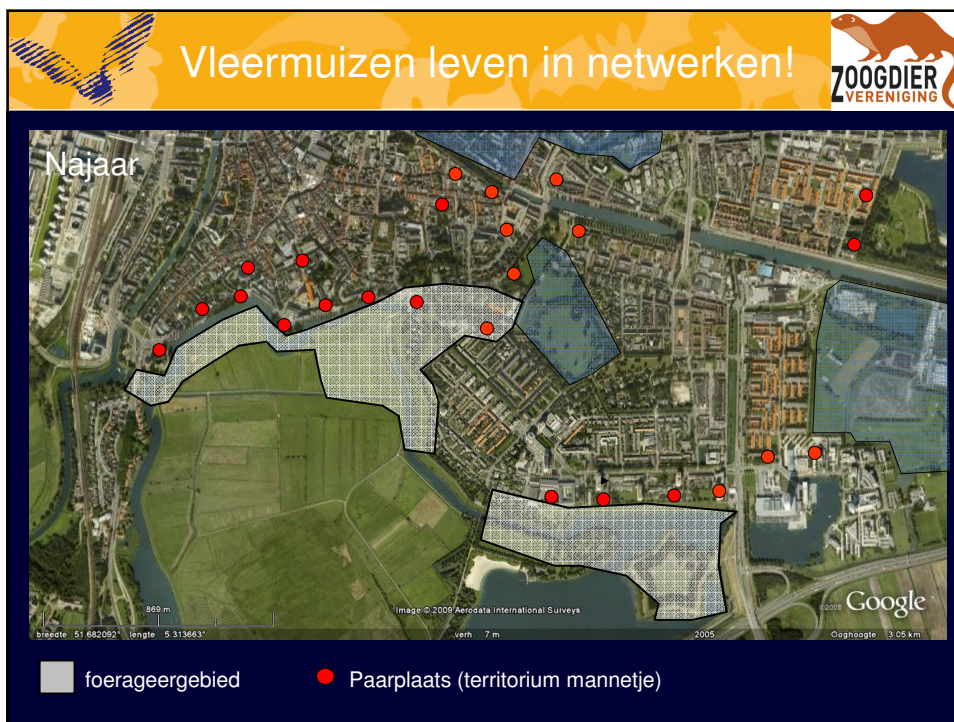 Vleermuizen leven in netwerken!
ZOOGDIER
VERENIGING
Najaar
869 m
Image © 2009 Aerodata International Surveys
©2008 Google
breedte 51.682092° lengte 5.313663°
verh. 7 m
2005
Ooghoogte 3.05 km
foerageergebied
Paarplaats (territorium mannetje)